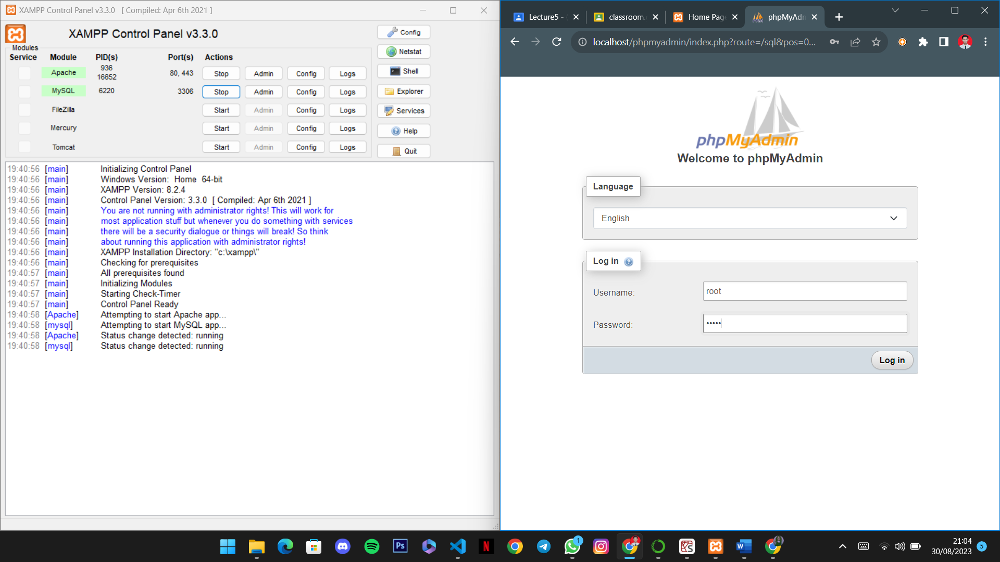 XAMPP Control Panel v3.3.0 [ Compiled: Apr 6th 2021 ]
XAMPP Control Panel v3.3.0
Modules
Service Module PID(s) Port(s) Actions
Apache 936 16652 80, 443 Stop Admin Config Logs
MySQL 6220 3306 Stop Admin Config Logs
FileZilla Start Admin Config Logs
Mercury Start Admin Config Logs
Tomcat Start Admin Config Logs
Config
Netstat
Shell
Explorer
Services
Help
Quit
19:40:56 [main] Initializing Control Panel
19:40:56 [main] Windows Version: Home 64-bit
19:40:56 [main] XAMPP Version: 8.2.4
19:40:56 [main] Control Panel Version: 3.3.0 [ Compiled: Apr 6th 2021 ]
19:40:56 [main] You are not running with administrator rights! This will work for
19:40:56 [main] most application stuff but whenever you do something with services
19:40:56 [main] there will be a security dialogue or things will break! So think
19:40:56 [main] about running this application with administrator rights!
19:40:56 [main] XAMPP Installation Directory: "c:\xampp\"
19:40:56 [main] Checking for prerequisites
19:40:57 [main] All prerequisites found
19:40:57 [main] Initializing Modules
19:40:57 [main] Starting Check-Timer
19:40:57 [main] Control Panel Ready
19:40:58 [Apache] Attempting to start Apache app...
19:40:58 [mysql] Attempting to start MySQL app...
19:40:58 [Apache] Status change detected: running
19:40:58 [mysql] Status change detected: running
Lecture5 - classroom. Home Page phpMyAdm
localhost/phpmyadmin/index.php?route=/sql&pos=0...
phpMyAdmin
Welcome to phpMyAdmin
Language
English
Log in
Username: root
Password: •••••
Log in
Ps
N
1
W
21:04
30/08/2023
5